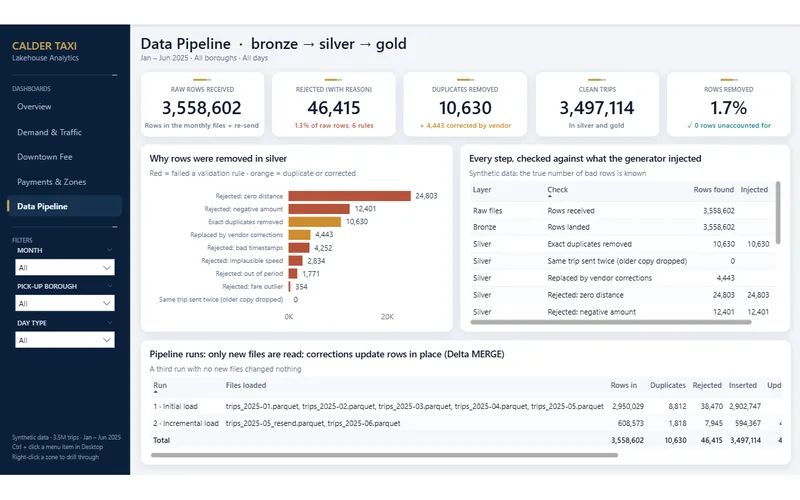 CALDER TAXI
Lakehouse Analytics
DASHBOARDS
Overview
Demand & Traffic
Downtown Fee
Payments & Zones
Data Pipeline
FILTERS
MONTH
All
PICK-UP BOROUGH
All
DAY TYPE
All
Synthetic data · 3.5M trips · Jan – Jun 2025
Ctrl + click a menu item in Desktop
Right-click a zone to drill through
Data Pipeline · bronze → silver → gold
Jan – Jun 2025 · All boroughs · All days
RAW ROWS RECEIVED
3,558,602
Rows in the monthly files + re-send
REJECTED (WITH REASON)
46,415
1.3% of raw rows, 6 rules
DUPLICATES REMOVED
10,630
+ 4,443 corrected by vendor
CLEAN TRIPS
3,497,114
In silver and gold
ROWS REMOVED
1.7%
✓ 0 rows unaccounted for
Why rows were removed in silver
Red = failed a validation rule · orange = duplicate or corrected
Rejected: zero distance 24,803
Rejected: negative amount 12,401
Exact duplicates removed 10,630
Replaced by vendor corrections 4,443
Rejected: bad timestamps 4,252
Rejected: implausible speed 2,834
Rejected: out of period 1,771
Rejected: fare outlier 354
Same trip sent twice (older copy dropped) 0
0K 20K
Every step, checked against what the generator injected
Synthetic data: the true number of bad rows is known
Layer Check Rows found Injected
Raw files Rows received 3,558,602
Bronze Rows landed 3,558,602
Silver Exact duplicates removed 10,630 10,630
Silver Same trip sent twice (older copy dropped) 0
Silver Replaced by vendor corrections 4,443
Silver Rejected: zero distance 24,803 24,803
Silver Rejected: negative amount 12,401 12,401
Pipeline runs: only new files are read; corrections update rows in place (Delta MERGE)
A third run with no new files changed nothing
Run Files loaded Rows in Duplicates Rejected Inserted Upd
1 · Initial load trips_2025-01.parquet, trips_2025-02.parquet, trips_2025-03.parquet, trips_2025-04.parquet, trips_2025-05.parquet 2,950,029 8,812 38,470 2,902,747
2 · Incremental load trips_2025-05_resend.parquet, trips_2025-06.parquet 608,573 1,818 7,945 594,367 4
Total 3,558,602 10,630 46,415 3,497,114 4